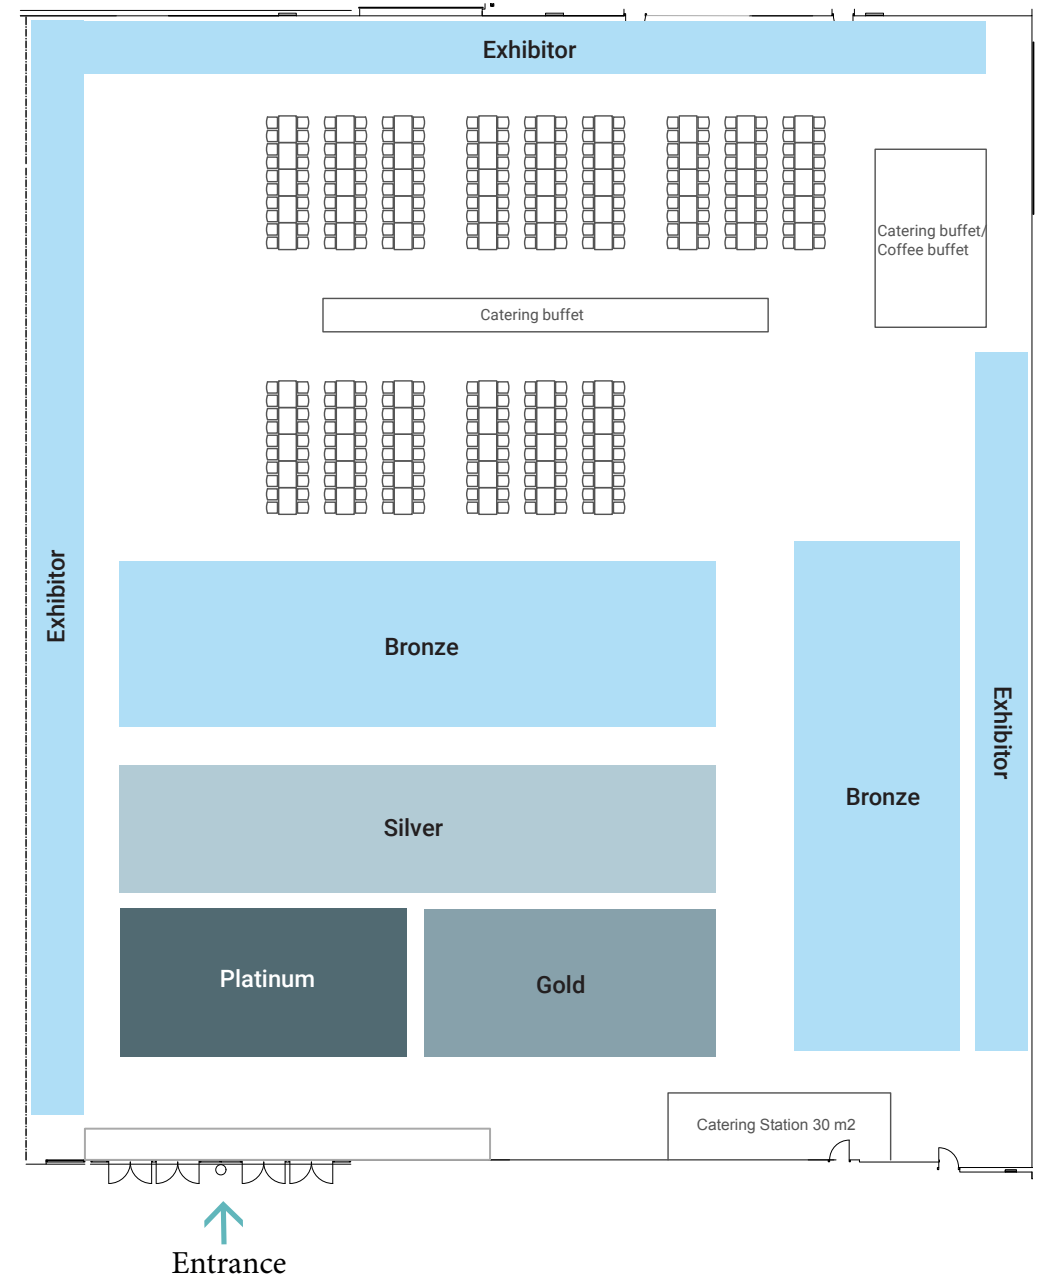 Exhibitor
Catering buffet/
Coffee buffet
Catering buffet
Exhibitor
Bronze
Exhibitor
Bronze
Silver
Platinum
Gold
Catering Station 30 m2
Entrance